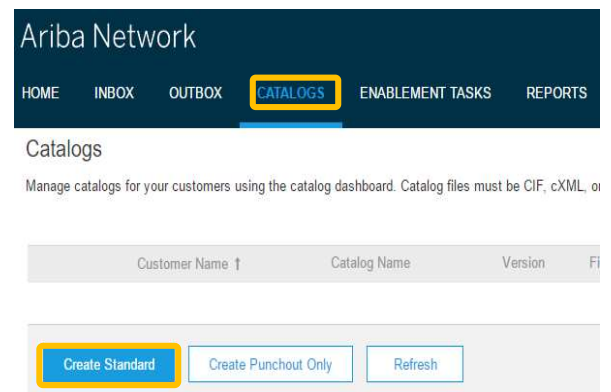 Ariba Network
HOME INBOX OUTBOX CATALOGS ENABLEMENT TASKS REPORTS
Catalogs
Manage catalogs for your customers using the catalog dashboard. Catalog files must be CIF, cXML, or
Customer Name ↑ Catalog Name Version Fi
Create Standard Create Punchout Only Refresh